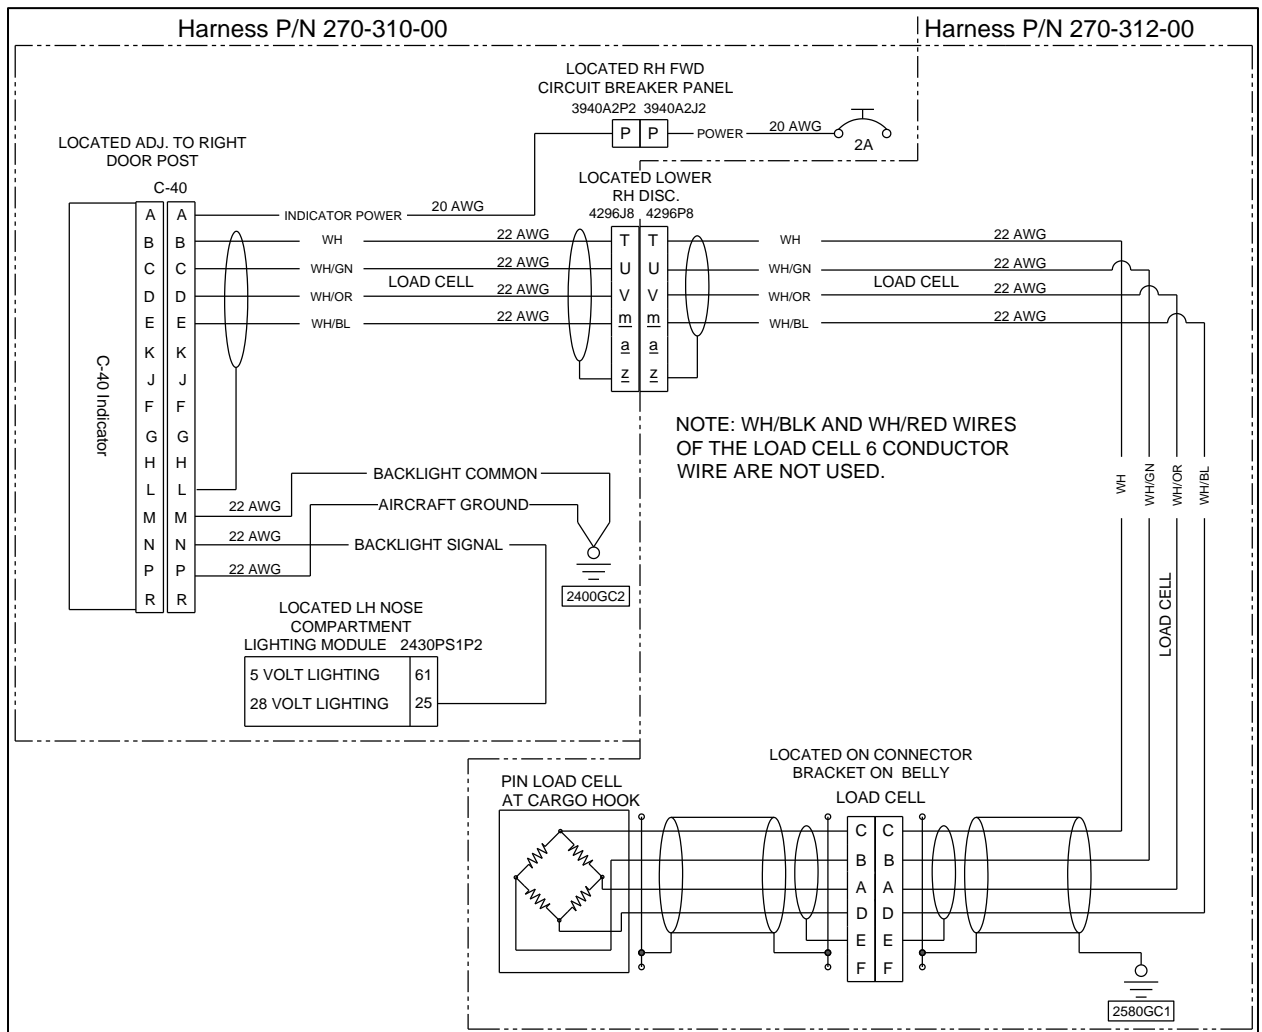 Harness P/N 270-310-00
Harness P/N 270-312-00
LOCATED RH FWD
CIRCUIT BREAKER PANEL
3940A2P2 3940A2J2
P P
POWER
20 AWG
2A
LOCATED ADJ. TO RIGHT
DOOR POST
C-40
C-40 Indicator
A A
B B
C C
D D
E E
K K
J J
F F
G G
H H
L L
M M
N N
P P
R R
INDICATOR POWER
20 AWG
WH
22 AWG
WH/GN
22 AWG
LOAD CELL
WH/OR
22 AWG
WH/BL
22 AWG
LOCATED LOWER
RH DISC.
4296J8 4296P8
T T
U U
V V
m m
a a
z z
WH
22 AWG
WH/GN
22 AWG
LOAD CELL
WH/OR
22 AWG
WH/BL
22 AWG
NOTE: WH/BLK AND WH/RED WIRES
OF THE LOAD CELL 6 CONDUCTOR
WIRE ARE NOT USED.
WH
WH/GN
WH/OR
WH/BL
LOAD CELL
BACKLIGHT COMMON
22 AWG
AIRCRAFT GROUND
22 AWG
BACKLIGHT SIGNAL
22 AWG
2400GC2
LOCATED LH NOSE
COMPARTMENT
LIGHTING MODULE 2430PS1P2
5 VOLT LIGHTING 61
28 VOLT LIGHTING 25
PIN LOAD CELL
AT CARGO HOOK
LOCATED ON CONNECTOR
BRACKET ON BELLY
LOAD CELL
C C
B B
A A
D D
E E
F F
2580GC1